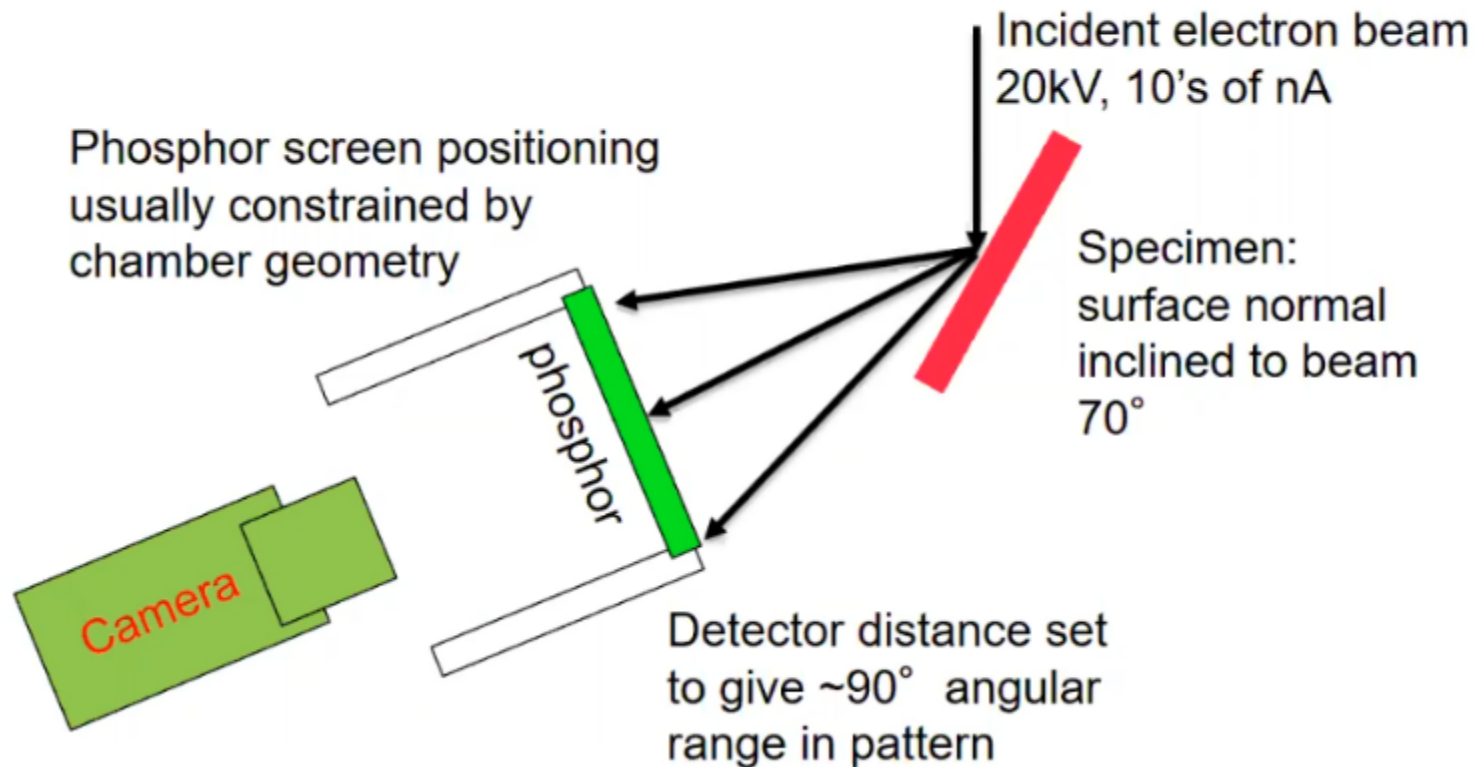 Incident electron beam
20kV, 10’s of nA
Phosphor screen positioning
usually constrained by
chamber geometry
Specimen:
surface normal
inclined to beam
70°
phosphor
Camera
Detector distance set
to give ~90° angular
range in pattern